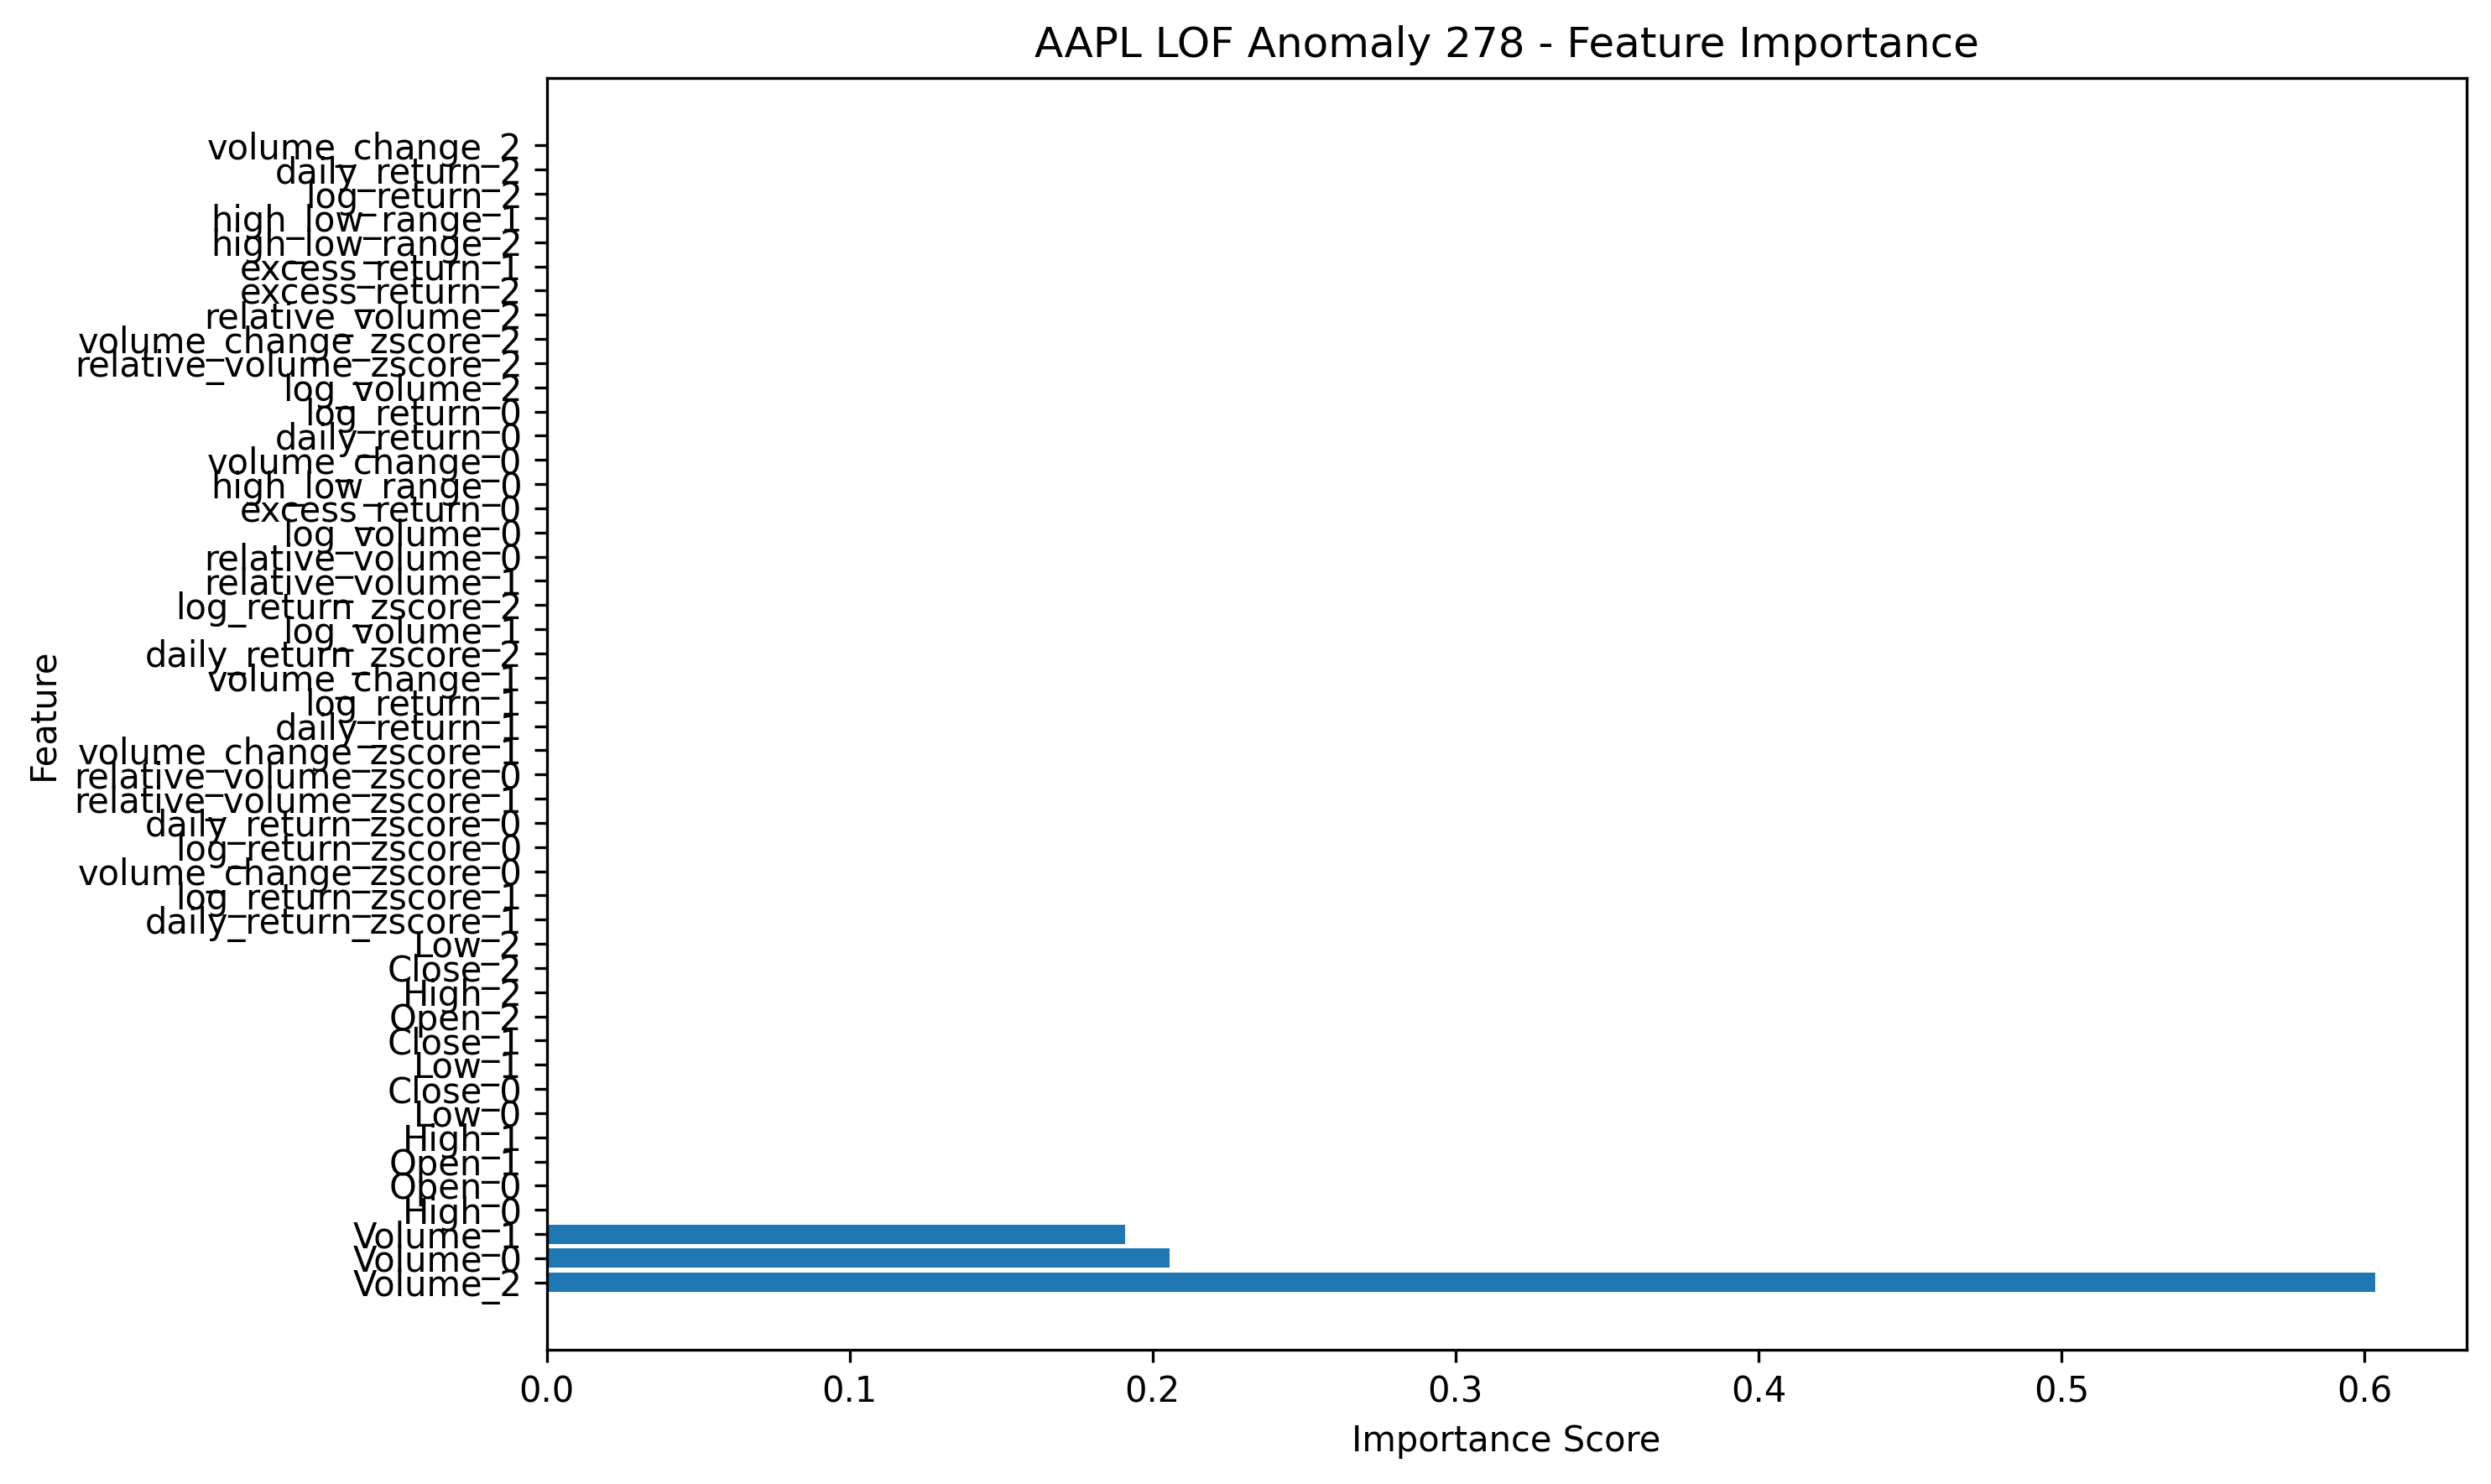 AAPL LOF Anomaly 278 - Feature Importance
volume_change_2
daily_return_2
log_return_2
high_low_range_1
high_low_range_2
excess_return_1
excess_return_2
relative_volume_2
volume_change_zscore_2
relative_volume_zscore_2
log_volume_2
log_return_0
daily_return_0
volume_change_0
high_low_range_0
excess_return_0
log_volume_0
relative_volume_0
relative_volume_1
log_return_zscore_2
log_volume_1
daily_return_zscore_2
volume_change_1
log_return_1
daily_return_1
volume_change_zscore_1
relative_volume_zscore_0
relative_volume_zscore_1
daily_return_zscore_0
log_return_zscore_0
volume_change_zscore_0
log_return_zscore_1
daily_return_zscore_1
Low_2
Close_2
High_2
Open_2
Close_1
Low_1
Close_0
Low_0
High_1
Open_1
Open_0
High_0
Volume_1
Volume_0
Volume_2
Feature
0.0 0.1 0.2 0.3 0.4 0.5 0.6
Importance Score